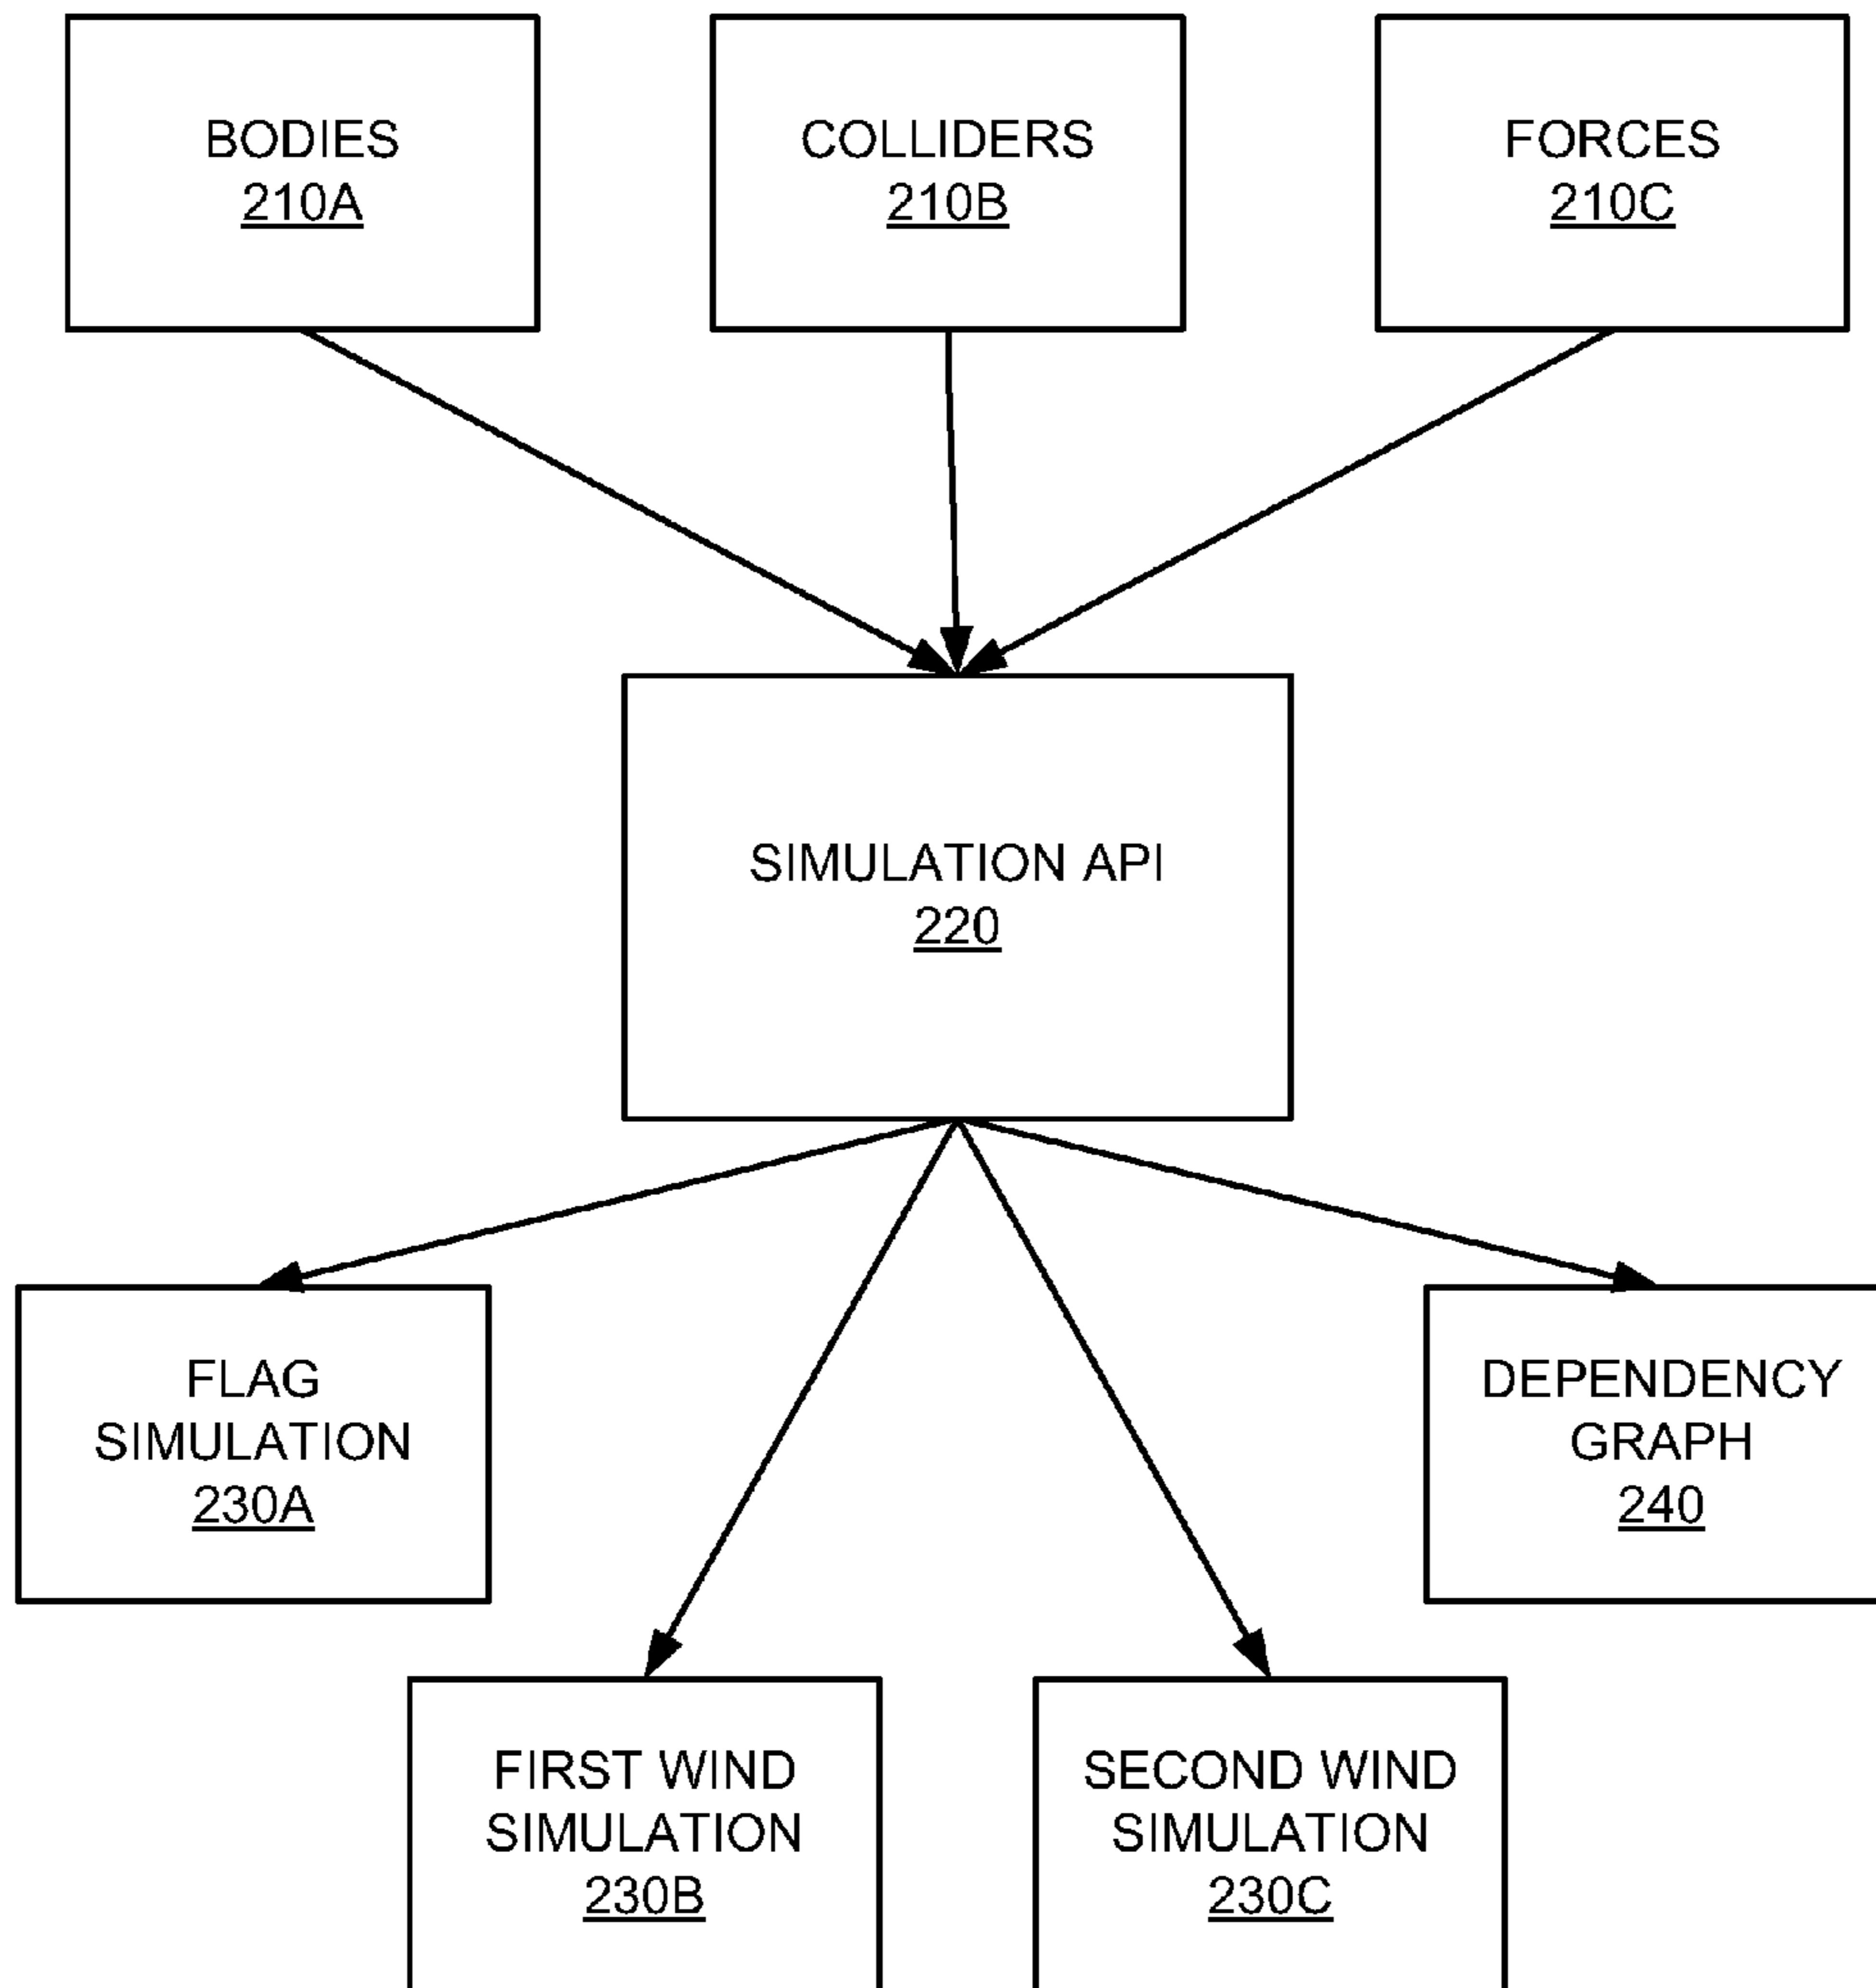 BODIES
210A
COLLIDERS
210B
FORCES
210C
SIMULATION API
220
FLAG
SIMULATION
230A
DEPENDENCY
GRAPH
240
FIRST WIND
SIMULATION
230B
SECOND WIND
SIMULATION
230C